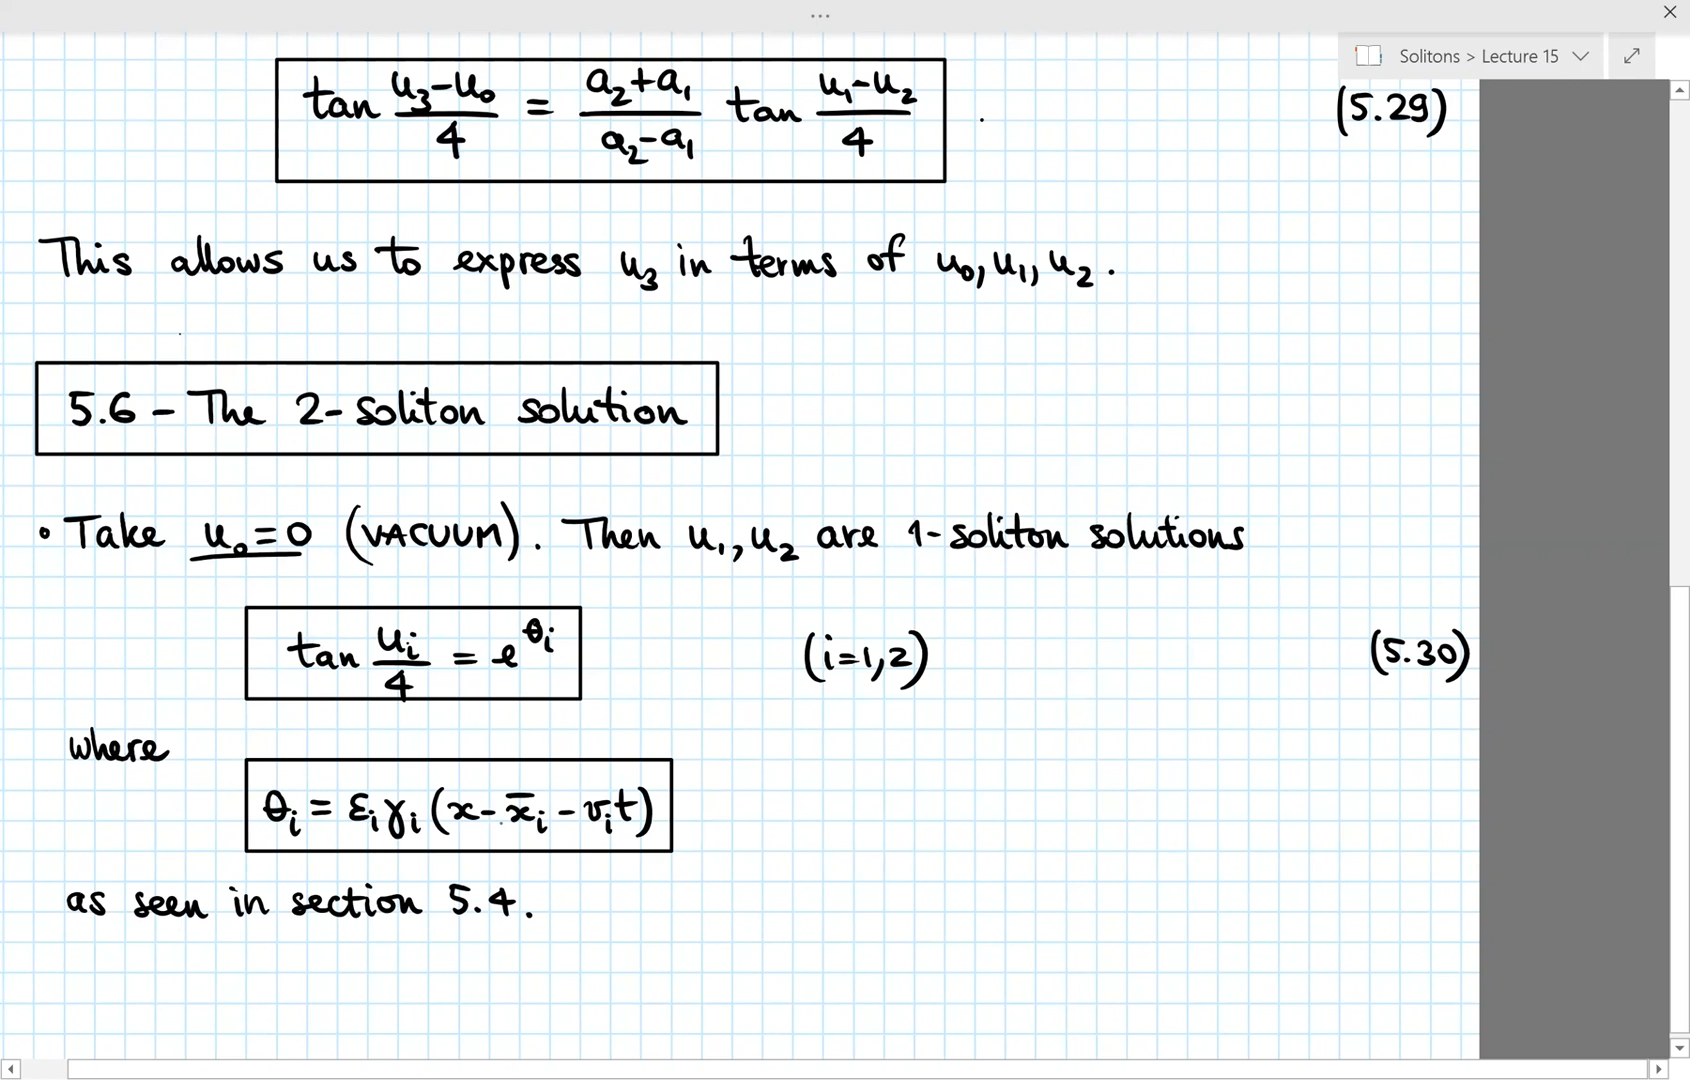 Solitons > Lecture 15
tan (u₃-u₀)/4 = (a₂+a₁)/(a₂-a₁) tan (u₁-u₂)/4 . (5.29)
This allows us to express u₃ in terms of u₀, u₁, u₂.
5.6 - The 2-soliton solution
• Take u₀=0 (VACUUM). Then u₁, u₂ are 1-soliton solutions
tan uᵢ/4 = e^θᵢ (i=1,2) (5.30)
where
θᵢ = εᵢγᵢ(x-x̄ᵢ-vᵢt)
as seen in section 5.4.